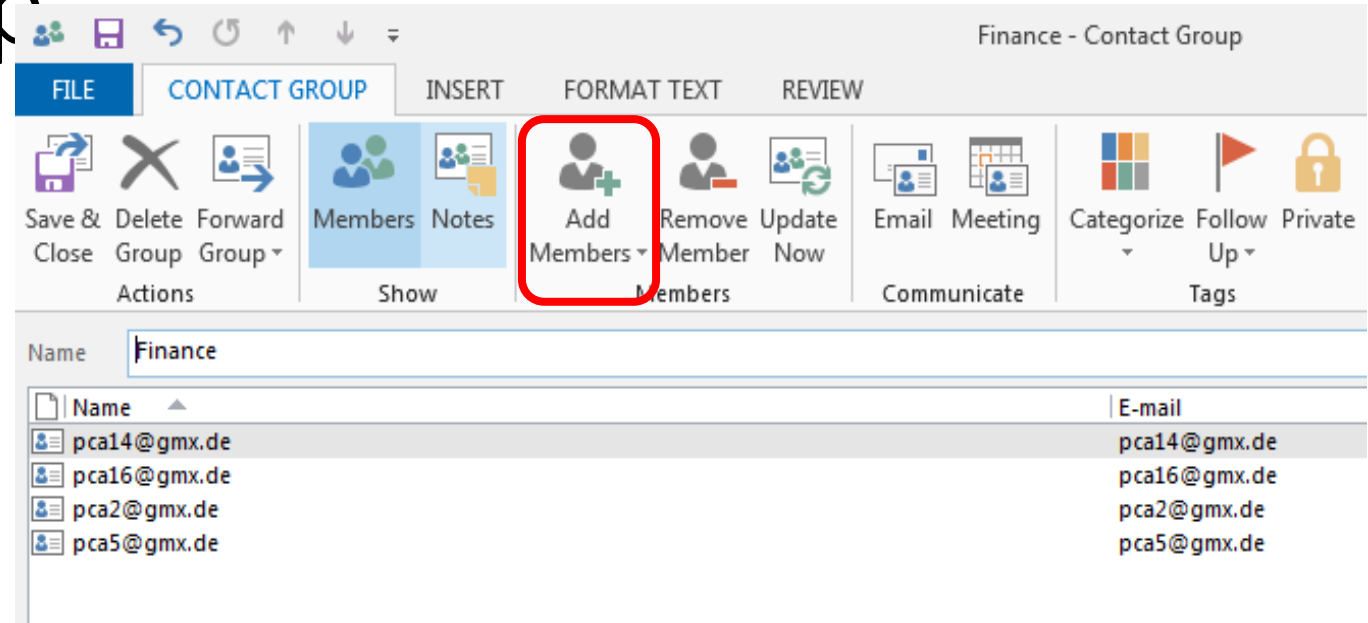 Finance - Contact Group
FILE CONTACT GROUP INSERT FORMAT TEXT REVIEW
Save & Delete Forward Members Notes Add Remove Update Email Meeting Categorize Follow Private
Close Group Group Members Member Now Up
Actions Show Members Communicate Tags
Name Finance
Name E-mail
pca14@gmx.de pca14@gmx.de
pca16@gmx.de pca16@gmx.de
pca2@gmx.de pca2@gmx.de
pca5@gmx.de pca5@gmx.de